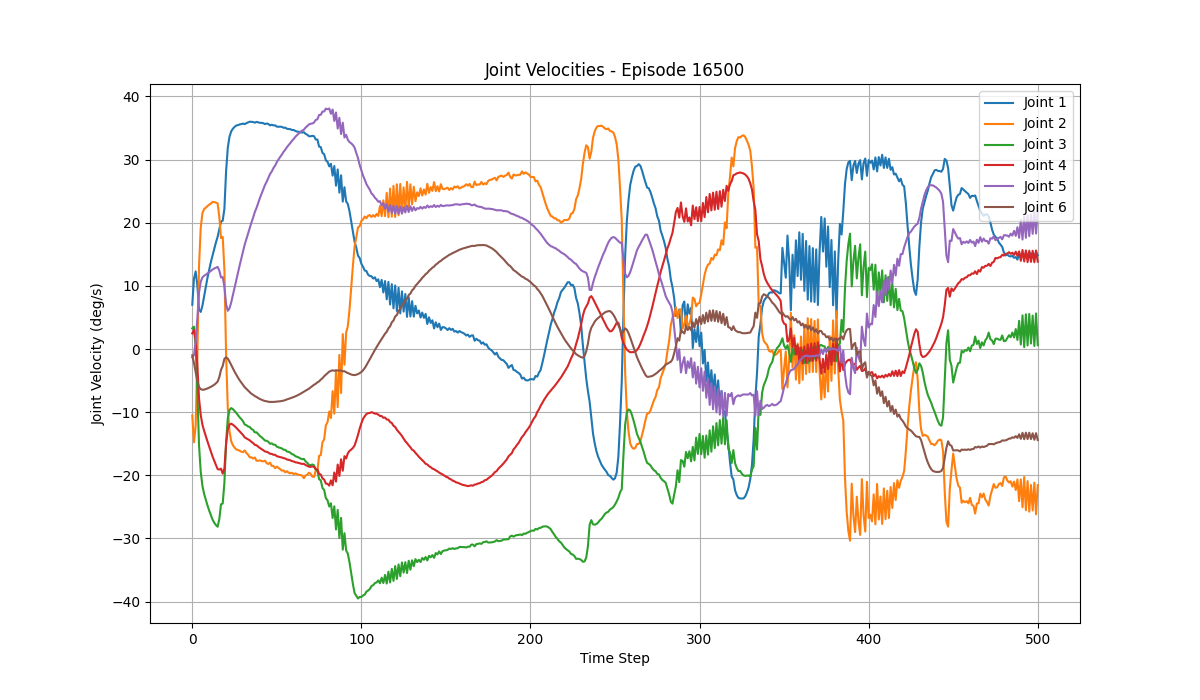 Joint Velocities - Episode 16500
Joint Velocity (deg/s)
40
30
20
10
0
−10
−20
−30
−40
Joint 1
Joint 2
Joint 3
Joint 4
Joint 5
Joint 6
0 100 200 300 400 500
Time Step